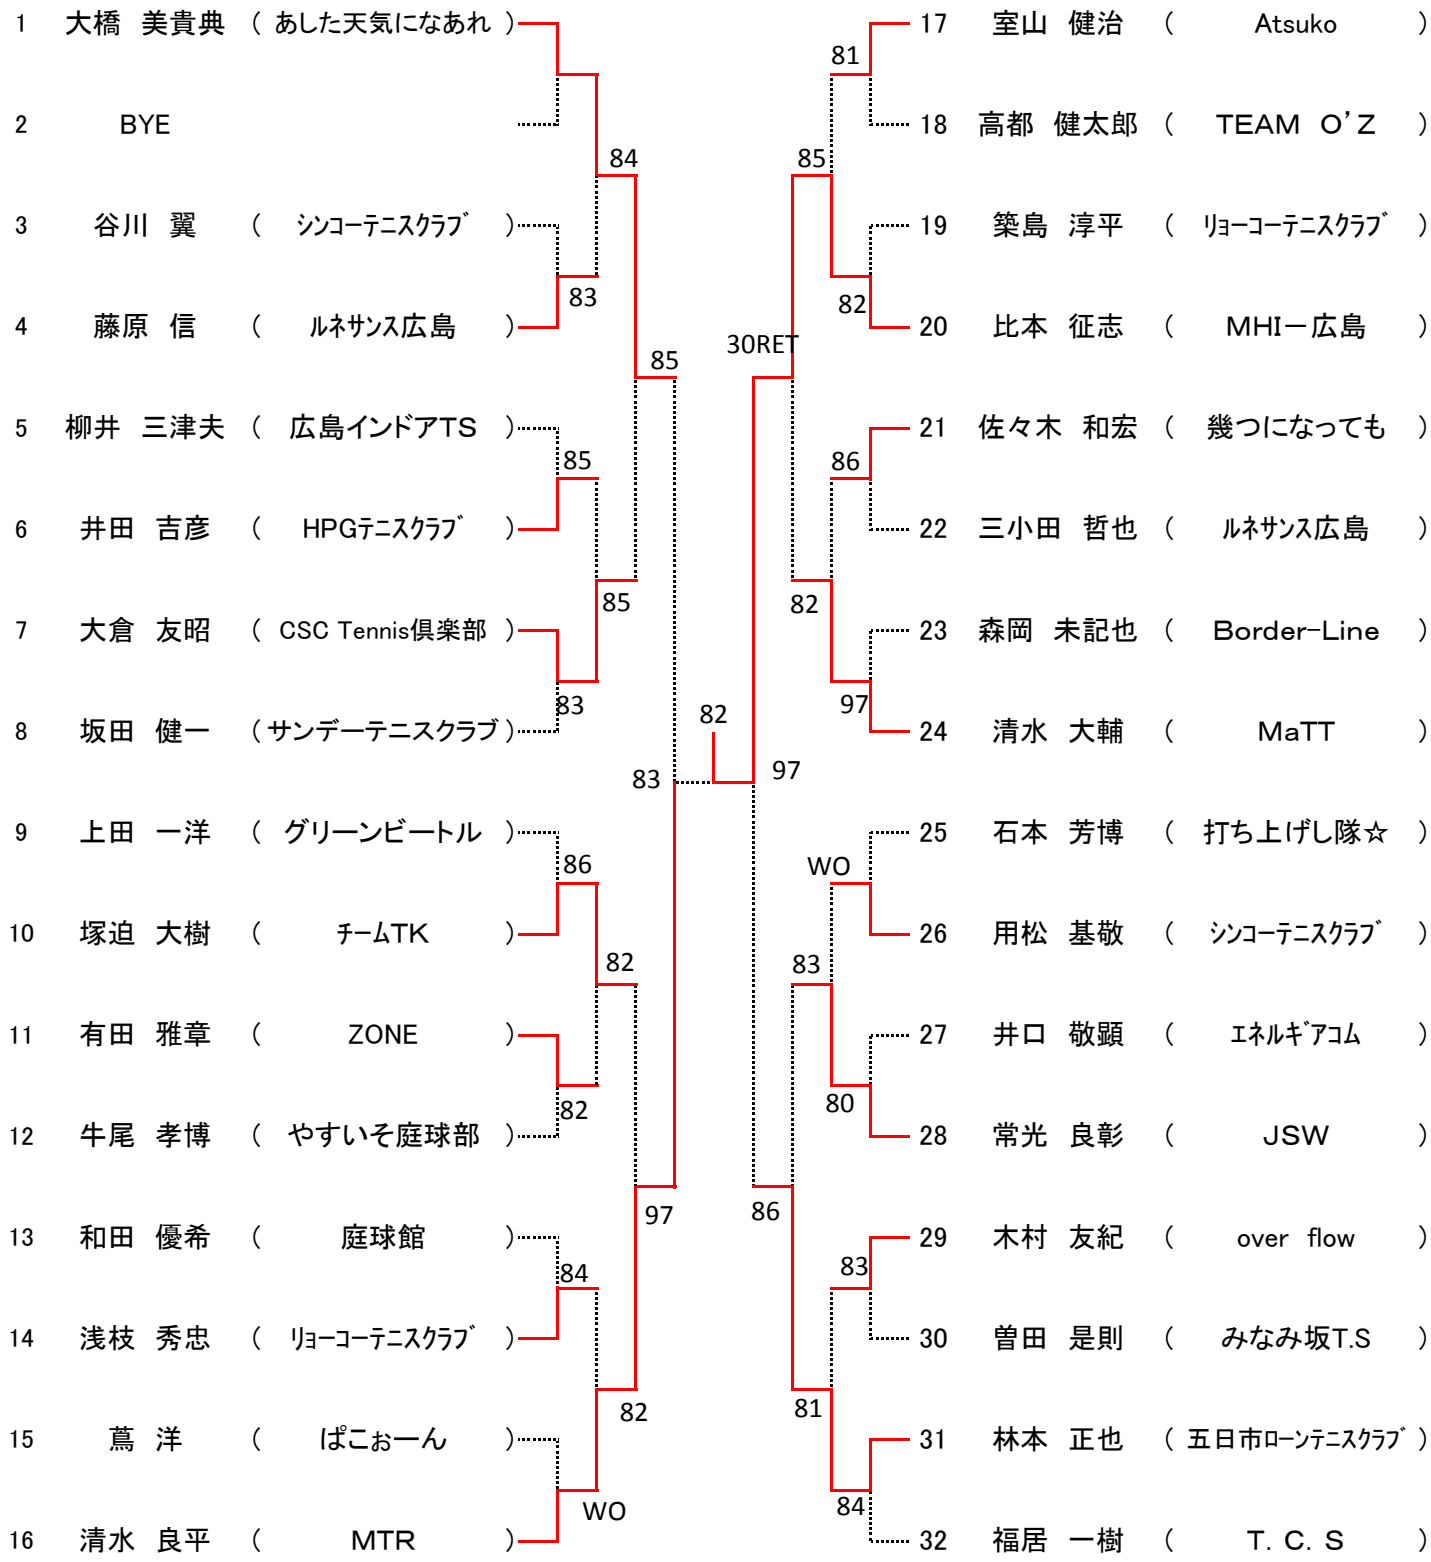 1 大橋 美貴典 ( あした天気になあれ )
17 室山 健治 ( Atsuko )
81
2 BYE
18 高都 健太郎 ( TEAM O'Z )
84
85
3 谷川 翼 ( シンコーテニスクラブ )
19 築島 淳平 ( リョーコーテニスクラブ )
83
82
4 藤原 信 ( ルネサンス広島 )
20 比本 征志 ( MHI－広島 )
30RET
85
5 柳井 三津夫 ( 広島インドアTS )
21 佐々木 和宏 ( 幾つになっても )
85
86
6 井田 吉彦 ( HPGテニスクラブ )
22 三小田 哲也 ( ルネサンス広島 )
85
82
7 大倉 友昭 ( CSC Tennis倶楽部 )
23 森岡 未記也 ( Border-Line )
83
97
82
8 坂田 健一 ( サンデーテニスクラブ )
24 清水 大輔 ( MaTT )
83
97
9 上田 一洋 ( グリーンビートル )
25 石本 芳博 ( 打ち上げし隊☆ )
86
WO
10 塚迫 大樹 ( チームTK )
26 用松 基敬 ( シンコーテニスクラブ )
82
83
11 有田 雅章 ( ZONE )
27 井口 敬顕 ( エネルギアコム )
82
80
12 牛尾 孝博 ( やすいそ庭球部 )
28 常光 良彰 ( JSW )
97
86
13 和田 優希 ( 庭球館 )
29 木村 友紀 ( over flow )
84
83
14 浅枝 秀忠 ( リョーコーテニスクラブ )
30 曽田 是則 ( みなみ坂T.S )
82
81
15 蔦 洋 ( ぱこぉーん )
31 林本 正也 ( 五日市ローンテニスクラブ )
WO
84
16 清水 良平 ( MTR )
32 福居 一樹 ( T. C. S )